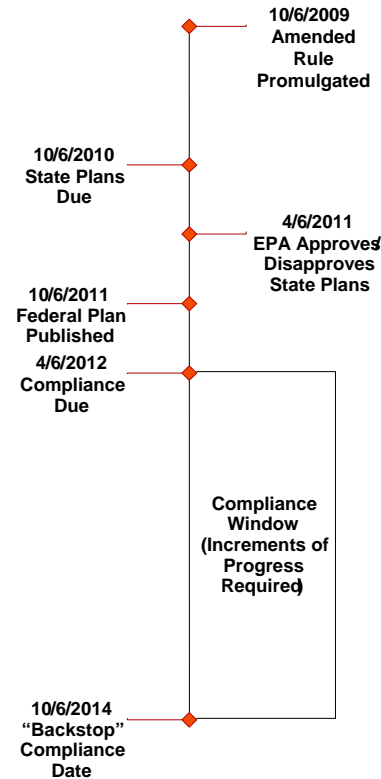 10/6/2009
Amended
Rule
Promulgated
10/6/2010
State Plans
Due
4/6/2011
EPA Approves/
Disapproves
State Plans
10/6/2011
Federal Plan
Published
4/6/2012
Compliance
Due
Compliance
Window
(Increments of
Progress
Required)
10/6/2014
“Backstop”
Compliance
Date